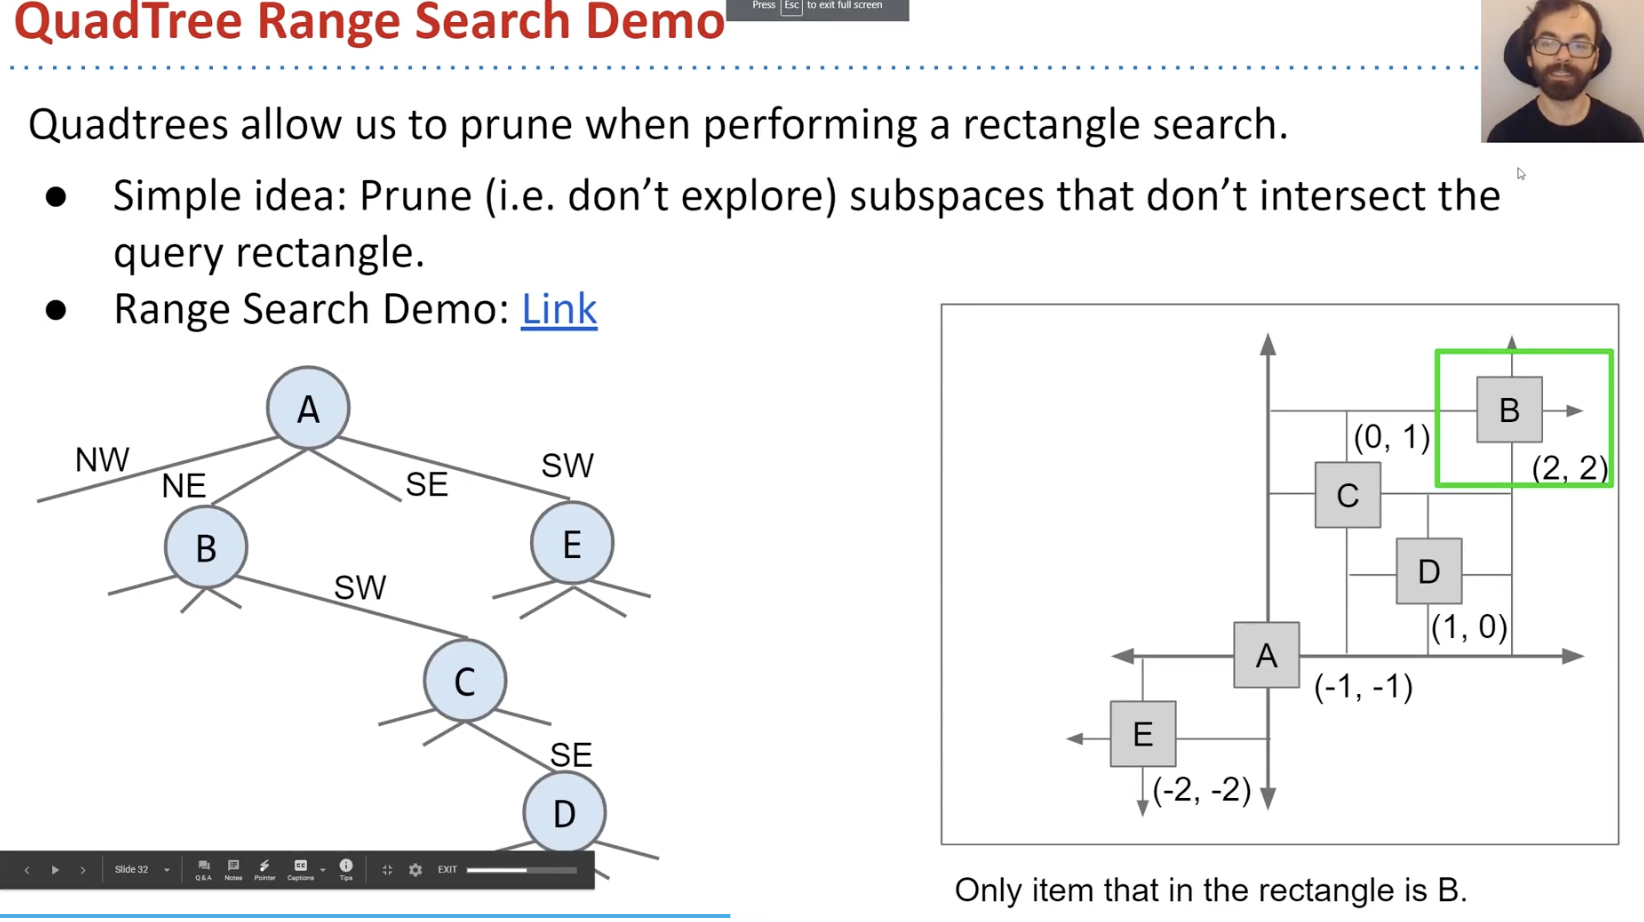 Press Esc to exit full screen
QuadTree Range Search Demo
Quadtrees allow us to prune when performing a rectangle search.
● Simple idea: Prune (i.e. don’t explore) subspaces that don’t intersect the
query rectangle.
● Range Search Demo: Link
A
NW
NE
SE
SW
B
E
SW
C
SE
D
B
(0, 1)
(2, 2)
C
D
(1, 0)
A
(-1, -1)
E
(-2, -2)
Only item that in the rectangle is B.
Slide 32
Q&A
Notes
Pointer
CC
Captions
Tips
EXIT